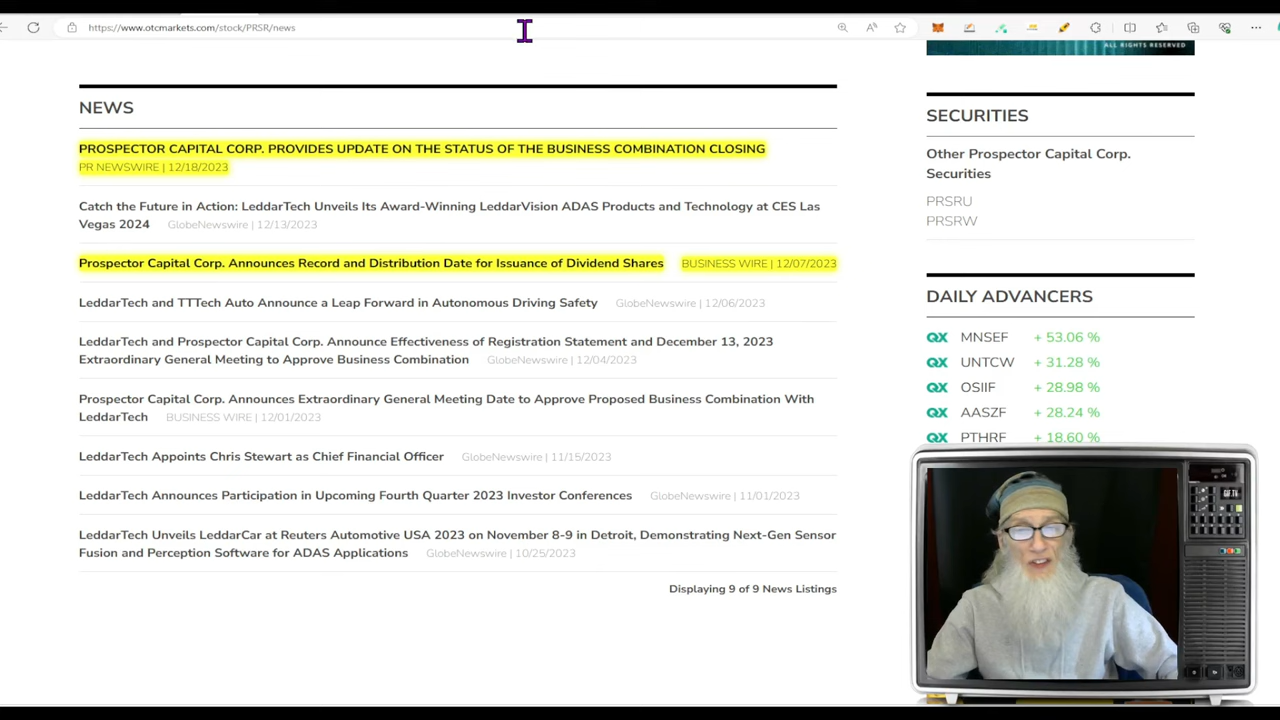 https://www.otcmarkets.com/stock/PRSR/news
ALL RIGHTS RESERVED
NEWS
PROSPECTOR CAPITAL CORP. PROVIDES UPDATE ON THE STATUS OF THE BUSINESS COMBINATION CLOSING
PR NEWSWIRE | 12/18/2023
Catch the Future in Action: LeddarTech Unveils Its Award-Winning LeddarVision ADAS Products and Technology at CES Las
Vegas 2024 GlobeNewswire | 12/13/2023
Prospector Capital Corp. Announces Record and Distribution Date for Issuance of Dividend Shares BUSINESS WIRE | 12/07/2023
LeddarTech and TTTech Auto Announce a Leap Forward in Autonomous Driving Safety GlobeNewswire | 12/06/2023
LeddarTech and Prospector Capital Corp. Announce Effectiveness of Registration Statement and December 13, 2023
Extraordinary General Meeting to Approve Business Combination GlobeNewswire | 12/04/2023
Prospector Capital Corp. Announces Extraordinary General Meeting Date to Approve Proposed Business Combination With
LeddarTech BUSINESS WIRE | 12/01/2023
LeddarTech Appoints Chris Stewart as Chief Financial Officer GlobeNewswire | 11/15/2023
LeddarTech Announces Participation in Upcoming Fourth Quarter 2023 Investor Conferences GlobeNewswire | 11/01/2023
LeddarTech Unveils LeddarCar at Reuters Automotive USA 2023 on November 8-9 in Detroit, Demonstrating Next-Gen Sensor
Fusion and Perception Software for ADAS Applications GlobeNewswire | 10/25/2023
Displaying 9 of 9 News Listings
SECURITIES
Other Prospector Capital Corp.
Securities
PRSRU
PRSRW
DAILY ADVANCERS
QX MNSEF + 53.06 %
QX UNTCW + 31.28 %
QX OSIIF + 28.98 %
QX AASZF + 28.24 %
QX PTHRF + 18.60 %